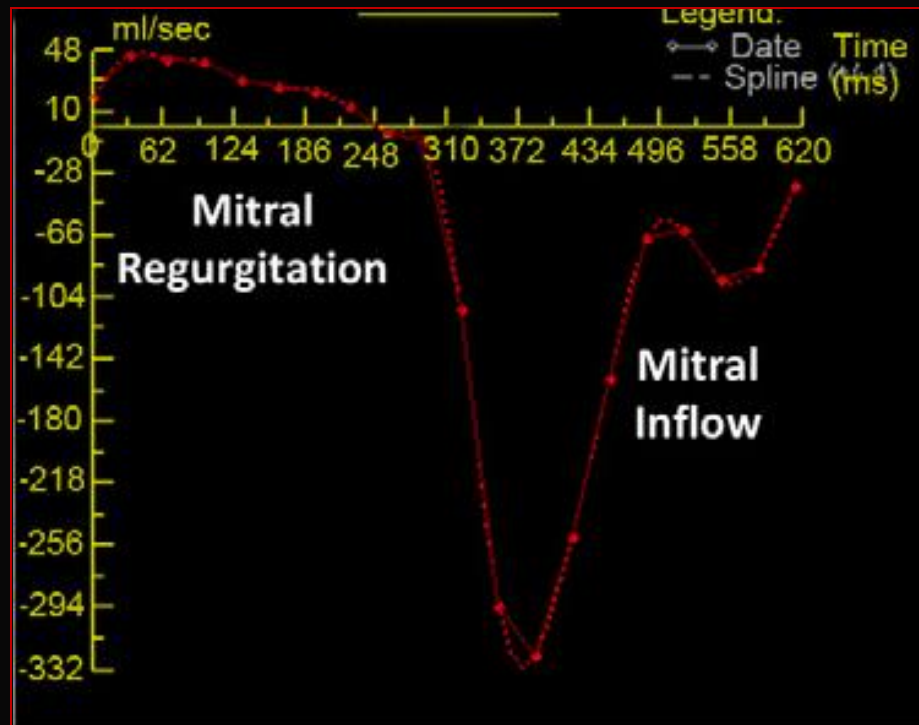 ml/sec
Legend:
Date Time
Spline (+/-1) (ms)
48
10
0 62 124 186 248 310 372 434 496 558 620
-28
-66
-104
-142
-180
-218
-256
-294
-332
Mitral
Regurgitation
Mitral
Inflow